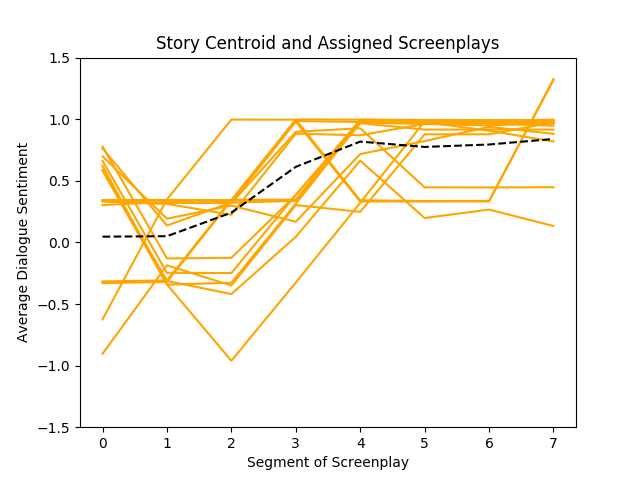 Story Centroid and Assigned Screenplays
1.5
1.0
0.5
0.0
−0.5
−1.0
−1.5
Average Dialogue Sentiment
0 1 2 3 4 5 6 7
Segment of Screenplay